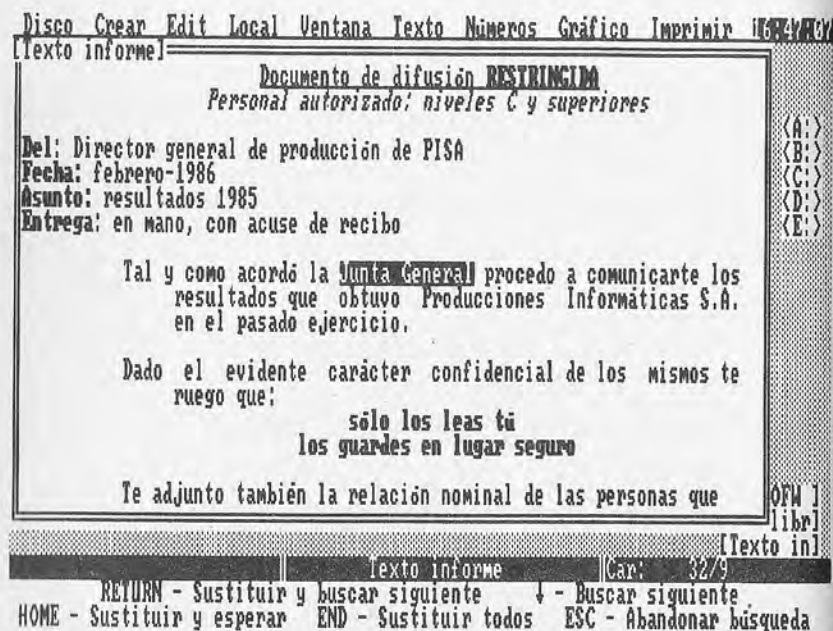 Disco Crear Edit Local Ventana Texto Números Gráfico Imprimir
[Texto informe]
Documento de difusión RESTRINGIDA
Personal autorizado: niveles C y superiores
<A:>
<B:>
<C:>
<D:>
<E:>
Del: Director general de producción de PISA
Fecha: febrero-1986
Asunto: resultados 1985
Entrega: en mano, con acuse de recibo
Tal y como acordó la Junta General procedo a comunicarte los
resultados que obtuvo Producciones Informáticas S.A.
en el pasado ejercicio.
Dado el evidente carácter confidencial de los mismos te
ruego que:
sólo los leas tú
los guardes en lugar seguro
Te adjunto también la relación nominal de las personas que
OFW ]
libr]
[Texto in]
Texto informe Car: 32/9
RETURN - Sustituir y buscar siguiente ↓ - Buscar siguiente
HOME - Sustituir y esperar END - Sustituir todos ESC - Abandonar búsqueda